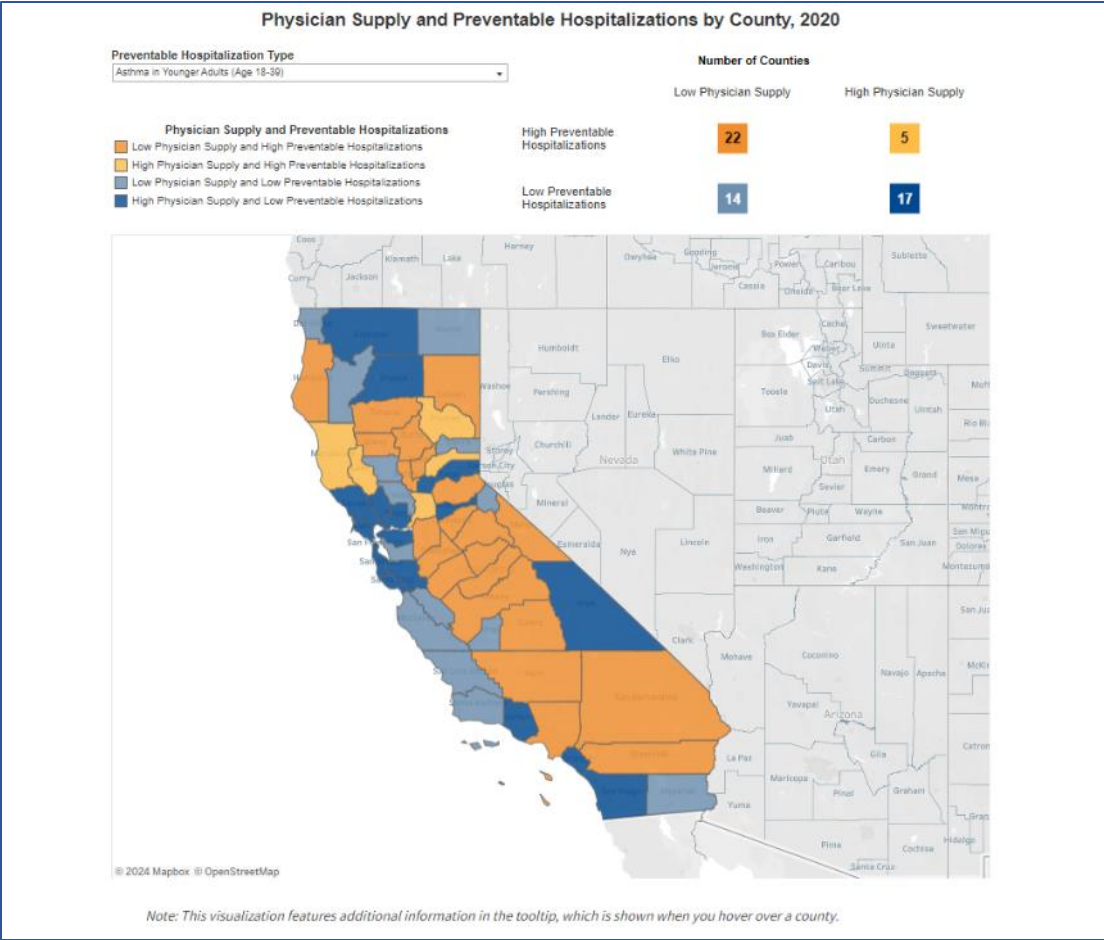 Physician Supply and Preventable Hospitalizations by County, 2020
Preventable Hospitalization Type
Asthma in Younger Adults (Age 18-39)
Number of Counties
Low Physician Supply
High Physician Supply
Physician Supply and Preventable Hospitalizations
Low Physician Supply and High Preventable Hospitalizations
High Physician Supply and High Preventable Hospitalizations
Low Physician Supply and Low Preventable Hospitalizations
High Physician Supply and Low Preventable Hospitalizations
High Preventable
Hospitalizations
22
5
Low Preventable
Hospitalizations
14
17
Coos
Klamath
Lake
Harney
Owyhee
Gooding
Jerome
Power
Caribou
Sublette
Curry
Jackson
Cassia
Oneida
Bear Lake
Humboldt
Elko
Box Elder
Cache
Weber
Davis
Salt Lake
Uinta
Sweetwater
Summit
Daggett
Washoe
Pershing
Lander
Eureka
Tooele
Utah
Duchesne
Uintah
Storey
Carson City
Douglas
Churchill
Nevada
White Pine
Juab
Carbon
Millard
Utah
Emery
Grand
Mesa
Sevier
Mineral
Beaver
Piute
Wayne
Esmeralda
Nye
Lincoln
Iron
Garfield
San Juan
Dolores
Washington
Kane
Montezuma
Clark
Mohave
Coconino
Navajo
Apache
Yavapai
Arizona
La Paz
Gila
Maricopa
Pinal
Graham
Yuma
Pima
Cochise
Hidalgo
Santa Cruz
© 2024 Mapbox © OpenStreetMap
Note: This visualization features additional information in the tooltip, which is shown when you hover over a county.